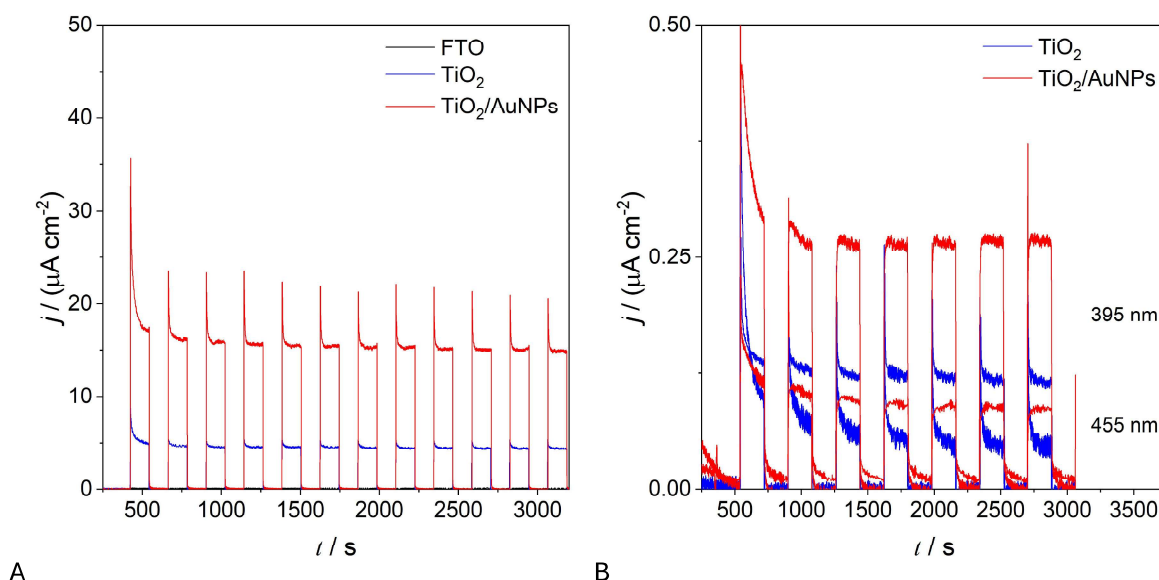 50
40
30
20
10
0
j / (μA cm⁻²)
FTO
TiO₂
TiO₂/AuNPs
500 1000 1500 2000 2500 3000
t / s
A
0.50
0.25
0.00
j / (μA cm⁻²)
TiO₂
TiO₂/AuNPs
395 nm
455 nm
500 1000 1500 2000 2500 3000 3500
t / s
B